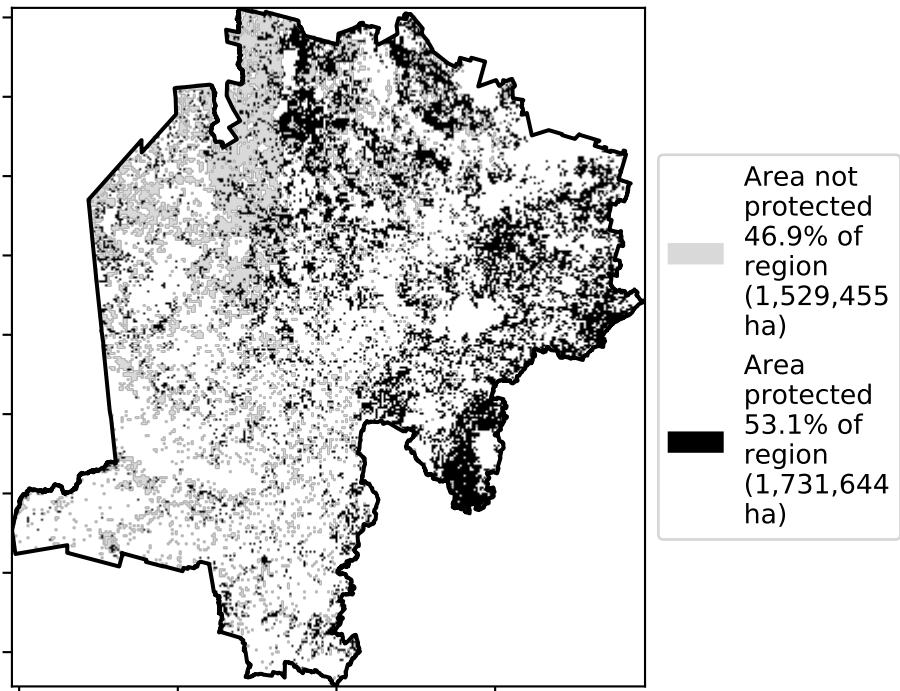 Area not
protected
46.9% of
region
(1,529,455
ha)
Area
protected
53.1% of
region
(1,731,644
ha)